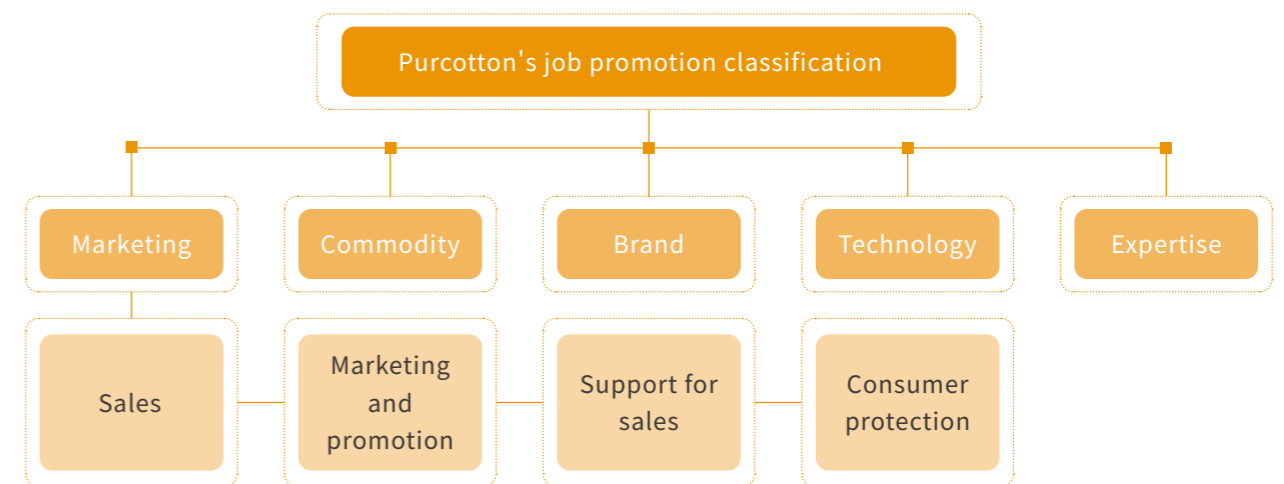 Purcotton's job promotion classification
Marketing
Commodity
Brand
Technology
Expertise
Sales
Marketing
and
promotion
Support for
sales
Consumer
protection